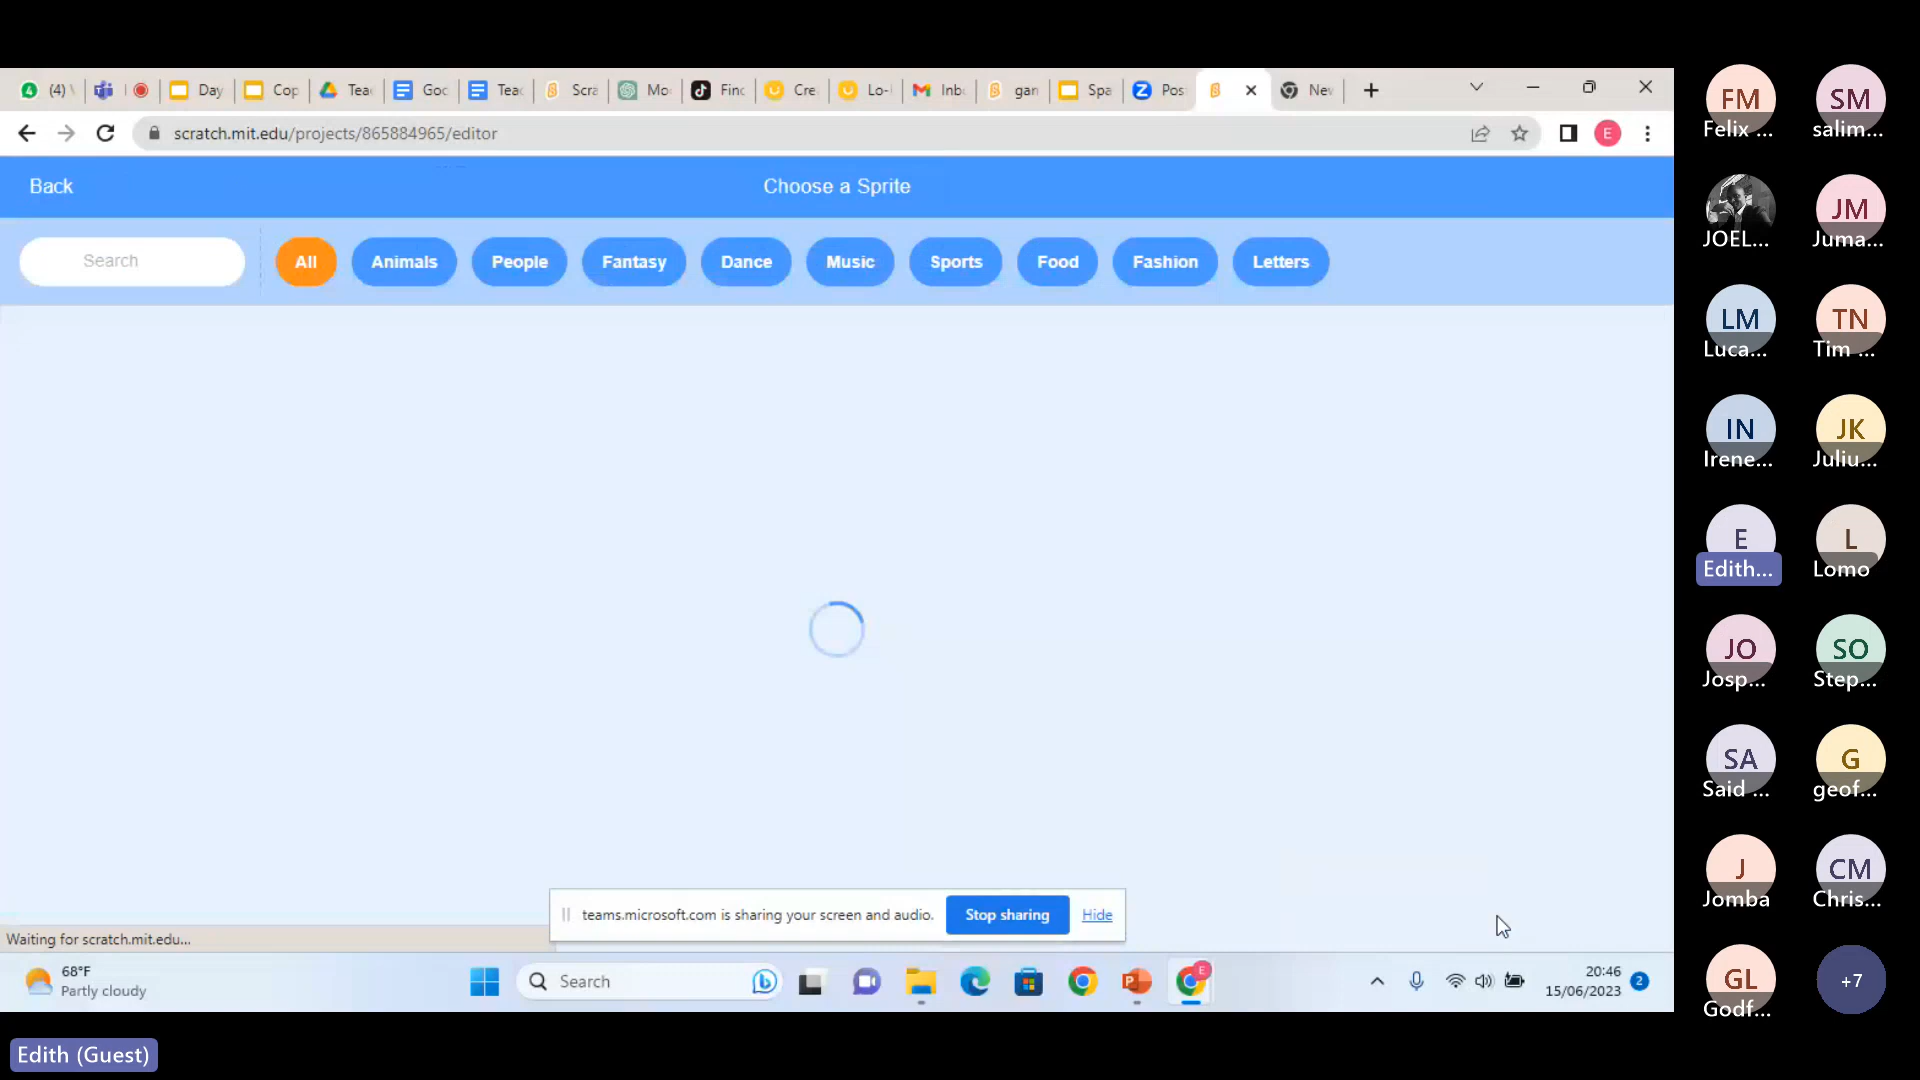 (4)
Day
Cop
Tea
Goc
Teac
Scra
Mo
Finc
Cre
Lo-
Inb
gan
Spa
Pos
Nev
scratch.mit.edu/projects/865884965/editor
E
Back
Choose a Sprite
Search
All
Animals
People
Fantasy
Dance
Music
Sports
Food
Fashion
Letters
teams.microsoft.com is sharing your screen and audio.
Stop sharing
Hide
Waiting for scratch.mit.edu...
68°F
Partly cloudy
Search
E
20:46
15/06/2023
2
Edith (Guest)
FM
Felix ...
SM
salim...
JOEL...
JM
Juma...
LM
Luca...
TN
Tim ...
IN
Irene...
JK
Juliu...
E
Edith...
L
Lomo
JO
Josp...
SO
Step...
SA
Said ...
G
geof...
J
Jomba
CM
Chris...
GL
Godf...
+7